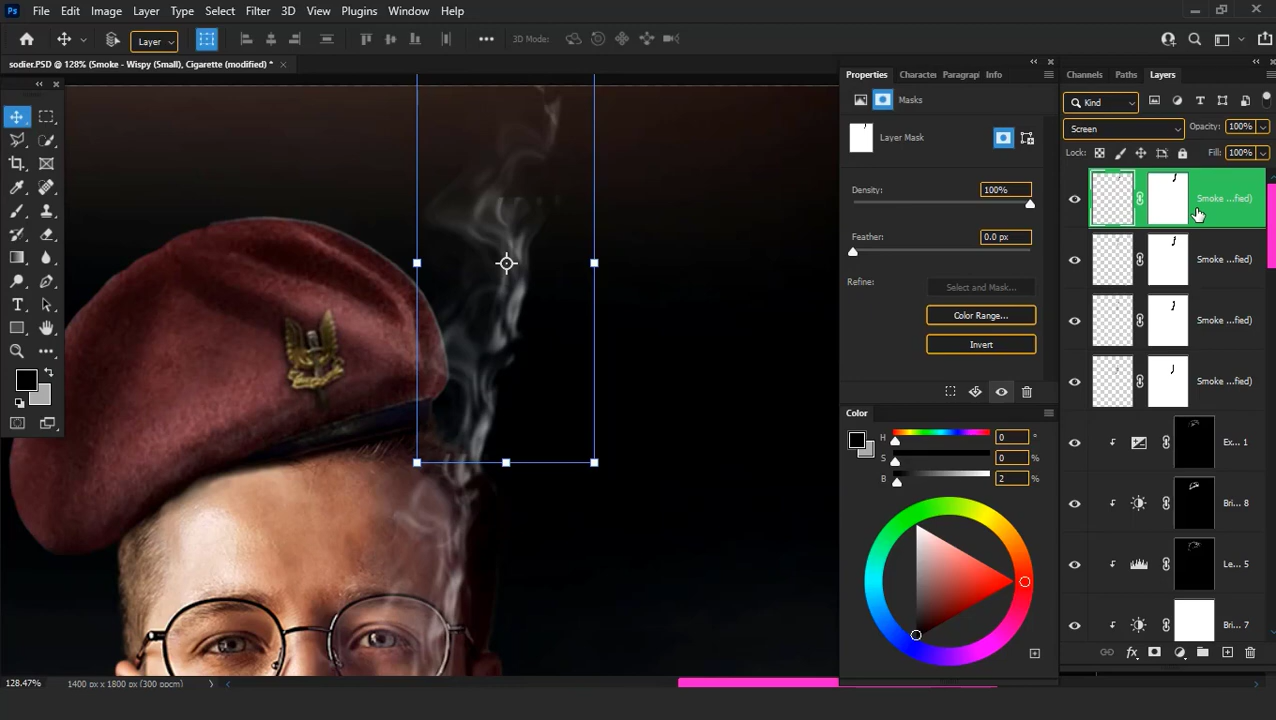 Ps File Edit Image Layer Type Select Filter 3D View Plugins Window Help
Layer 3D Mode:
sodier.PSD @ 128% (Smoke - Wispy (Small), Cigarette (modified) *
Properties Character Paragrap Info
Masks
Layer Mask
Density: 100%
Feather: 0.0 px
Refine: Select and Mask...
Color Range...
Invert
Color
H 0 °
S 0 %
B 2 %
Channels Paths Layers
Kind
Screen Opacity: 100%
Lock: Fill: 100%
Smoke ...fied)
Smoke ...fied)
Smoke ...fied)
Smoke ...fied)
Ex... 1
Bri... 8
Le... 5
Bri... 7
128.47% 1400 px x 1800 px (300 ppcm)